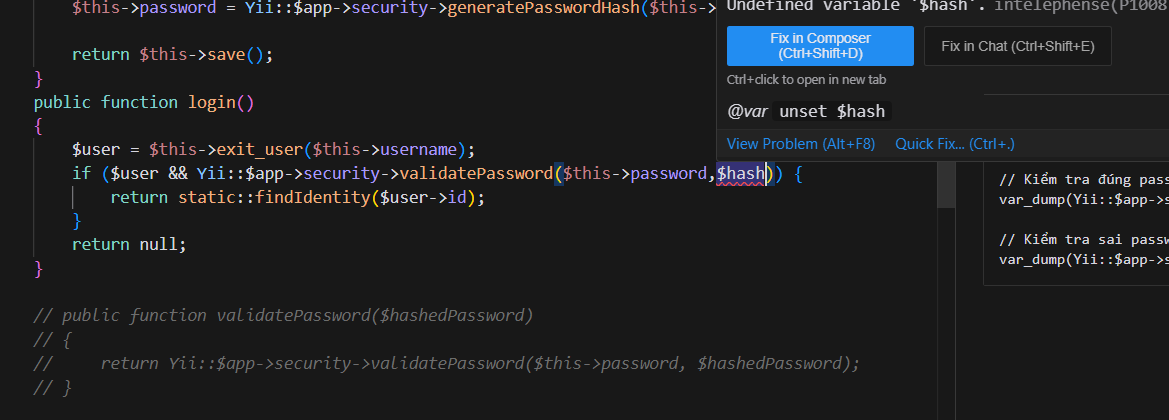 $this->password = Yii::$app->security->generatePasswordHash($this->
return $this->save();
}
public function login()
{
$user = $this->exit_user($this->username);
if ($user && Yii::$app->security->validatePassword($this->password,$hash)) {
return static::findIdentity($user->id);
}
return null;
}
// public function validatePassword($hashedPassword)
// {
//     return Yii::$app->security->validatePassword($this->password, $hashedPassword);
// }
Undefined variable '$hash'. intelephense(P1008
Fix in Composer
(Ctrl+Shift+D)
Fix in Chat (Ctrl+Shift+E)
Ctrl+click to open in new tab
@var unset $hash
View Problem (Alt+F8) Quick Fix... (Ctrl+.)
// Kiểm tra đúng pass
var_dump(Yii::$app->s
// Kiểm tra sai passw
var_dump(Yii::$app->s